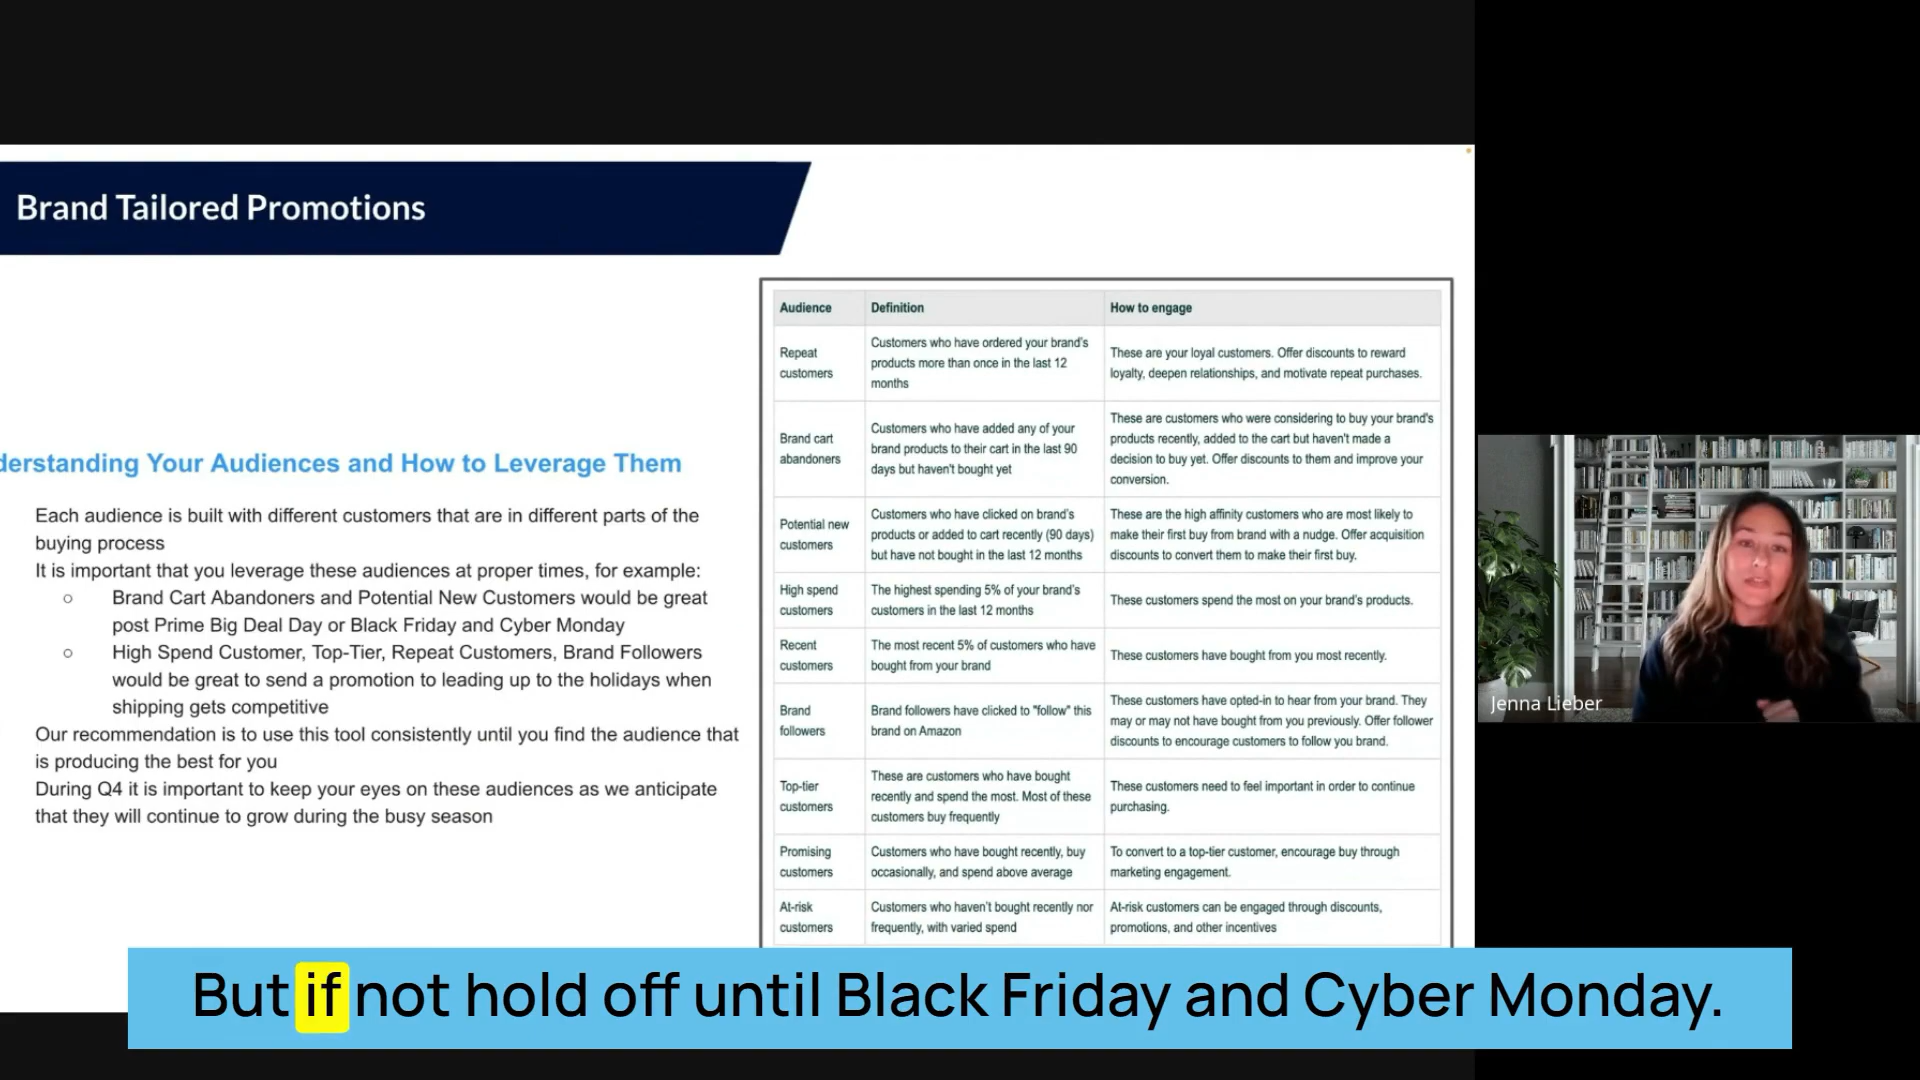 Brand Tailored Promotions
derstanding Your Audiences and How to Leverage Them
Each audience is built with different customers that are in different parts of the
buying process
It is important that you leverage these audiences at proper times, for example:
○ Brand Cart Abandoners and Potential New Customers would be great
post Prime Big Deal Day or Black Friday and Cyber Monday
○ High Spend Customer, Top-Tier, Repeat Customers, Brand Followers
would be great to send a promotion to leading up to the holidays when
shipping gets competitive
Our recommendation is to use this tool consistently until you find the audience that
is producing the best for you
During Q4 it is important to keep your eyes on these audiences as we anticipate
that they will continue to grow during the busy season
Audience
Definition
How to engage
Repeat
customers
Customers who have ordered your brand's
products more than once in the last 12
months
These are your loyal customers. Offer discounts to reward
loyalty, deepen relationships, and motivate repeat purchases.
Brand cart
abandoners
Customers who have added any of your
brand products to their cart in the last 90
days but haven't bought yet
These are customers who were considering to buy your brand's
products recently, added to the cart but haven't made a
decision to buy yet. Offer discounts to them and improve your
conversion.
Potential new
customers
Customers who have clicked on brand's
products or added to cart recently (90 days)
but have not bought in the last 12 months
These are the high affinity customers who are most likely to
make their first buy from brand with a nudge. Offer acquisition
discounts to convert them to make their first buy.
High spend
customers
The highest spending 5% of your brand's
customers in the last 12 months
These customers spend the most on your brand's products.
Recent
customers
The most recent 5% of customers who have
bought from your brand
These customers have bought from you most recently.
Brand
followers
Brand followers have clicked to "follow" this
brand on Amazon
These customers have opted-in to hear from your brand. They
may or may not have bought from you previously. Offer follower
discounts to encourage customers to follow you brand.
Top-tier
customers
These are customers who have bought
recently and spend the most. Most of these
customers buy frequently
These customers need to feel important in order to continue
purchasing.
Promising
customers
Customers who have bought recently, buy
occasionally, and spend above average
To convert to a top-tier customer, encourage buy through
marketing engagement.
At-risk
customers
Customers who haven't bought recently nor
frequently, with varied spend
At-risk customers can be engaged through discounts,
promotions, and other incentives
Jenna Lieber
But if not hold off until Black Friday and Cyber Monday.